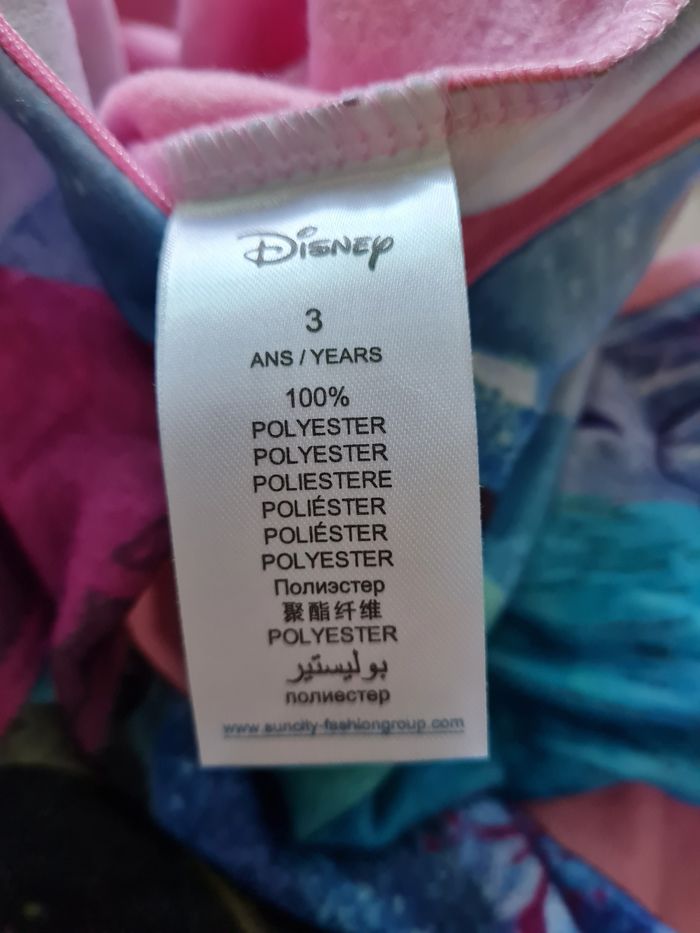 Disney
3
ANS / YEARS
100%
POLYESTER
POLYESTER
POLIESTERE
POLIÉSTER
POLIÉSTER
POLYESTER
Полиэстер
聚酯纤维
POLYESTER
بوليستير
полиестер
www.suncity-fashiongroup.com